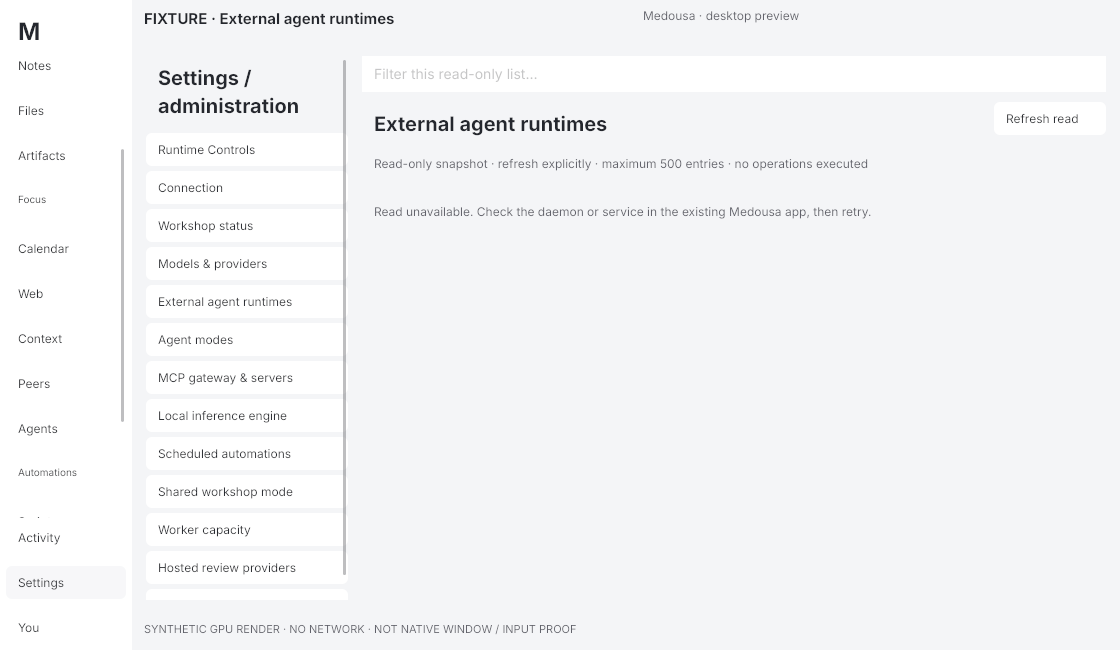 M
Notes
Files
Artifacts
Focus
Calendar
Web
Context
Peers
Agents
Automations
Activity
Settings
You
FIXTURE · External agent runtimes
Medousa · desktop preview
Settings /
administration
Runtime Controls
Connection
Workshop status
Models & providers
External agent runtimes
Agent modes
MCP gateway & servers
Local inference engine
Scheduled automations
Shared workshop mode
Worker capacity
Hosted review providers
Filter this read-only list...
External agent runtimes
Refresh read
Read-only snapshot · refresh explicitly · maximum 500 entries · no operations executed
Read unavailable. Check the daemon or service in the existing Medousa app, then retry.
SYNTHETIC GPU RENDER · NO NETWORK · NOT NATIVE WINDOW / INPUT PROOF